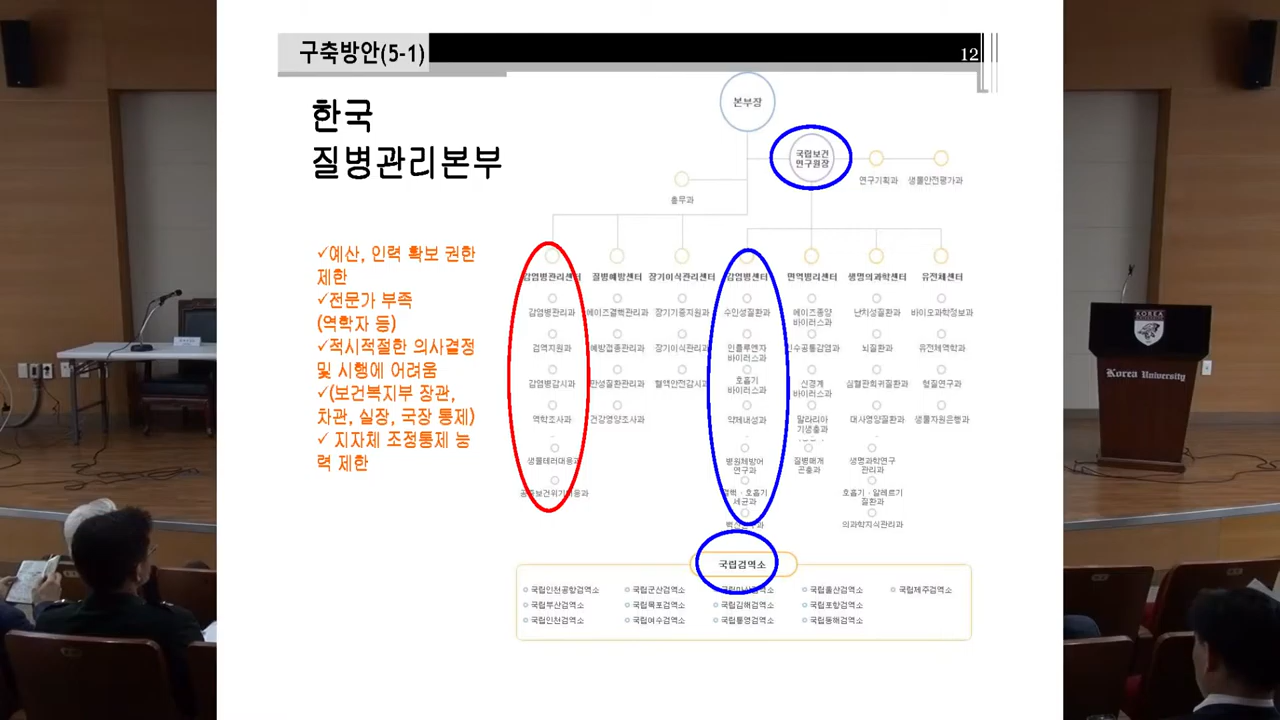 구축방안(5-1)
12
한국
질병관리본부
✓예산, 인력 확보 권한
제한
✓전문가 부족
(역학자 등)
✓적시적절한 의사결정
및 시행에 어려움
✓(보건복지부 장관,
차관, 실장, 국장 통제)
✓ 지자체 조정통제 능
력 제한
본부장
국립보건
연구원장
연구기획과
생물안전평가과
총무과
감염병관리센터
질병예방센터
장기이식관리센터
감염병센터
면역병리센터
생명의과학센터
유전체센터
감염병관리과
에이즈결핵관리과
장기기증지원과
수인성질환과
에이즈종양
바이러스과
난치성질환과
바이오과학정보과
검역지원과
예방접종관리과
장기이식관리과
인플루엔자
바이러스과
인수공통감염과
뇌질환과
유전체역학과
감염병감시과
만성질환관리과
혈액안전감시과
호흡기
바이러스과
신경계
바이러스과
심혈관희귀질환과
형질연구과
역학조사과
건강영양조사과
약제내성과
말라리아
기생충과
대사영양질환과
생물자원은행과
생물테러대응과
병원체방어
연구과
질병매개
곤충과
생명과학연구
관리과
공중보건위기대응과
결핵 · 호흡기
세균과
호흡기 · 알레르기
질환과
의과학지식관리과
국립검역소
국립인천공항검역소
국립군산검역소
국립마산검역소
국립울산검역소
국립제주검역소
국립부산검역소
국립목포검역소
국립김해검역소
국립포항검역소
국립인천검역소
국립여수검역소
국립통영검역소
국립동해검역소
KOREA
Korea University